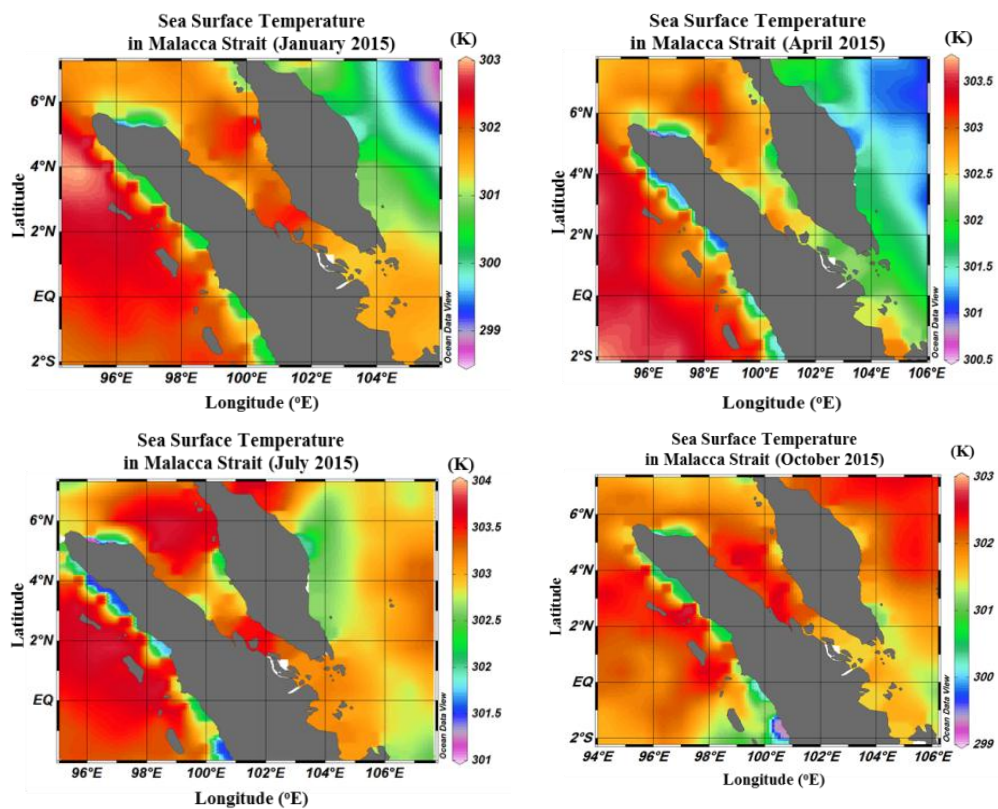 Sea Surface Temperature
in Malacca Strait (January 2015)
(K)
303
302
301
300
299
6°N
4°N
2°N
EQ
2°S
Latitude
Ocean Data View
96°E 98°E 100°E 102°E 104°E
Longitude (°E)
Sea Surface Temperature
in Malacca Strait (April 2015)
(K)
303.5
303
302.5
302
301.5
301
300.5
6°N
4°N
2°N
EQ
2°S
Latitude
Ocean Data View
94°E 96°E 98°E 100°E 102°E 104°E 106°E
Longitude (°E)
Sea Surface Temperature
in Malacca Strait (July 2015)
(K)
304
303.5
303
302.5
302
301.5
301
6°N
4°N
2°N
EQ
Latitude
Ocean Data View
96°E 98°E 100°E 102°E 104°E 106°E
Longitude (°E)
Sea Surface Temperature
in Malacca Strait (October 2015)
(K)
303
302
301
300
299
6°N
4°N
2°N
EQ
2°S
Latitude
Ocean Data View
94°E 96°E 98°E 100°E 102°E 104°E 106°E
Longitude (°E)